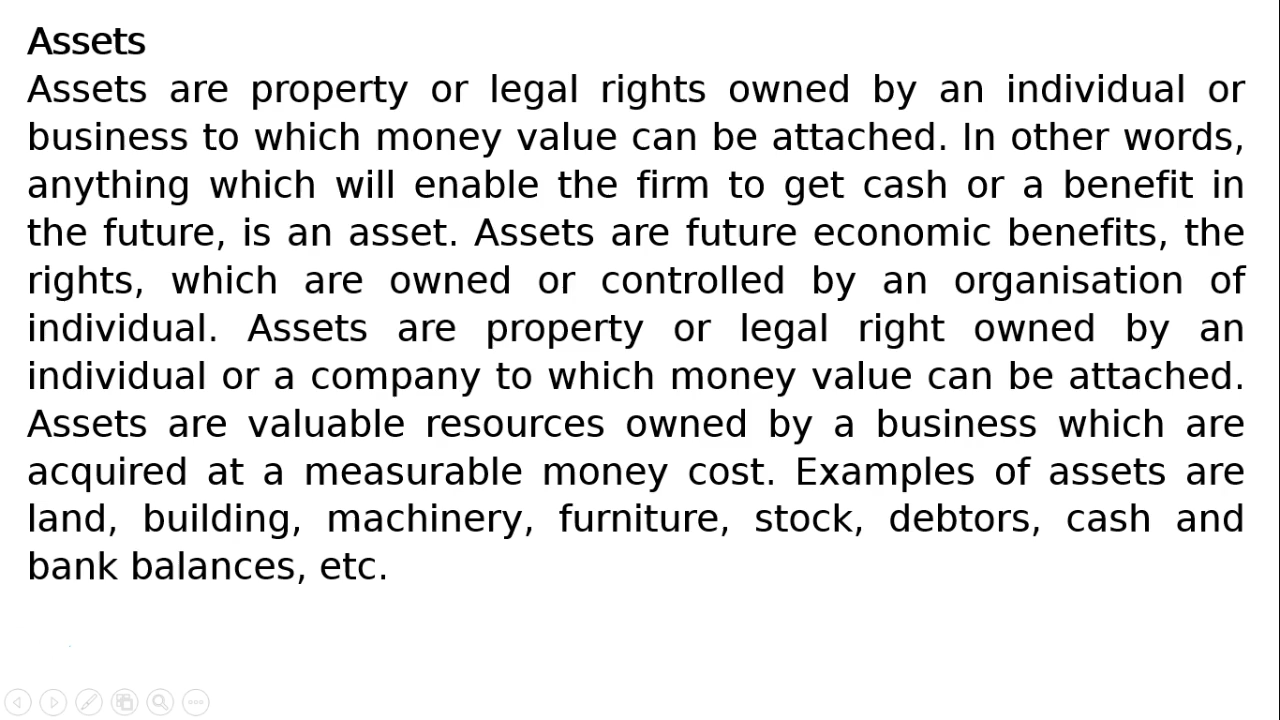 Assets
Assets are property or legal rights owned by an individual or
business to which money value can be attached. In other words,
anything which will enable the firm to get cash or a benefit in
the future, is an asset. Assets are future economic benefits, the
rights, which are owned or controlled by an organisation of
individual. Assets are property or legal right owned by an
individual or a company to which money value can be attached.
Assets are valuable resources owned by a business which are
acquired at a measurable money cost. Examples of assets are
land, building, machinery, furniture, stock, debtors, cash and
bank balances, etc.